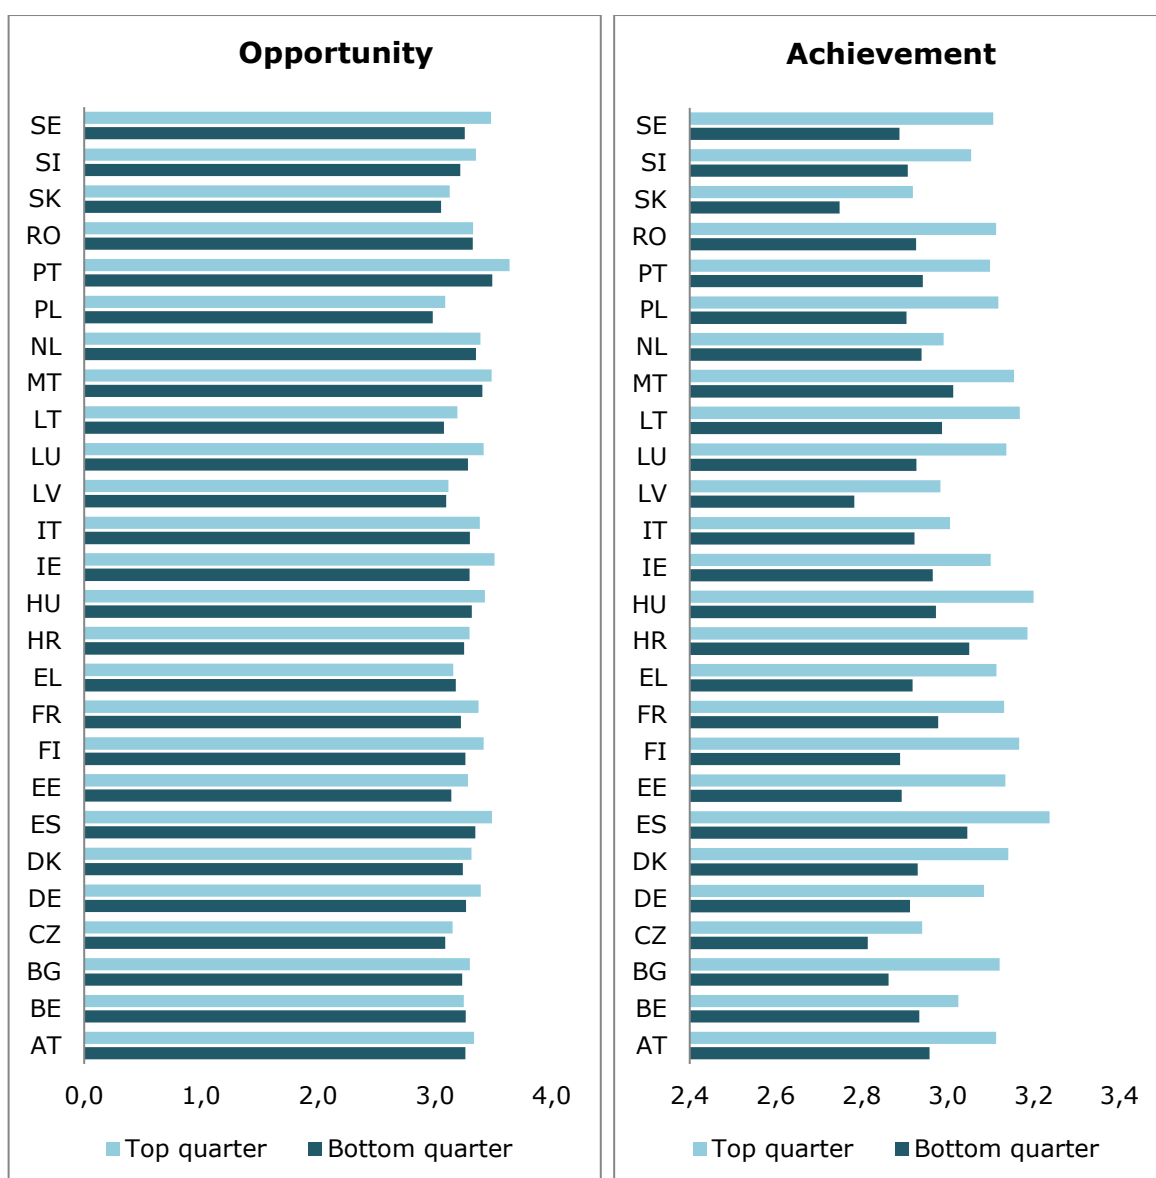 Opportunity
SE
SI
SK
RO
PT
PL
NL
MT
LT
LU
LV
IT
IE
HU
HR
EL
FR
FI
EE
ES
DK
DE
CZ
BG
BE
AT
0,0 1,0 2,0 3,0 4,0
Top quarter Bottom quarter
Achievement
SE
SI
SK
RO
PT
PL
NL
MT
LT
LU
LV
IT
IE
HU
HR
EL
FR
FI
EE
ES
DK
DE
CZ
BG
BE
AT
2,4 2,6 2,8 3,0 3,2 3,4
Top quarter Bottom quarter